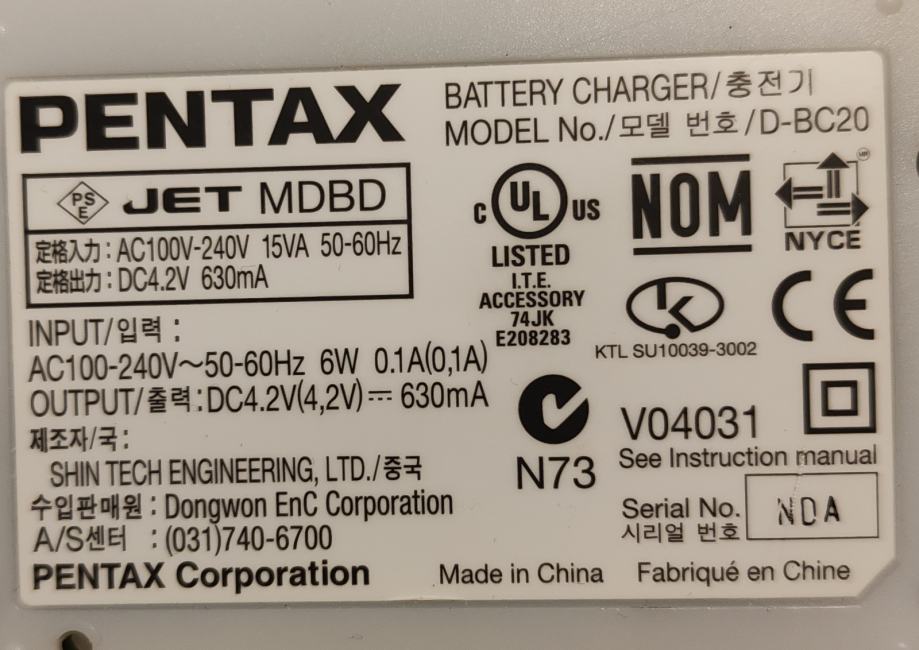 PENTAX
BATTERY CHARGER/충전기
MODEL No./모델 번호/D-BC20
PSE JET MDBD
定格入力 : AC100V-240V 15VA 50-60Hz
定格出力 : DC4.2V 630mA
C UL US
LISTED
I.T.E.
ACCESSORY
74JK
E208283
NOM
NYCE
KTL SU10039-3002
CE
INPUT/입력 :
AC100-240V～50-60Hz 6W 0.1A(0,1A)
OUTPUT/출력:DC4.2V(4,2V)⎓630mA
제조자/국:
SHIN TECH ENGINEERING, LTD./중국
수입판매원 : Dongwon EnC Corporation
A/S센터 : (031)740-6700
PENTAX Corporation
N73
V04031
See Instruction manual
Serial No.
시리얼 번호
NDA
Made in China Fabriqué en Chine